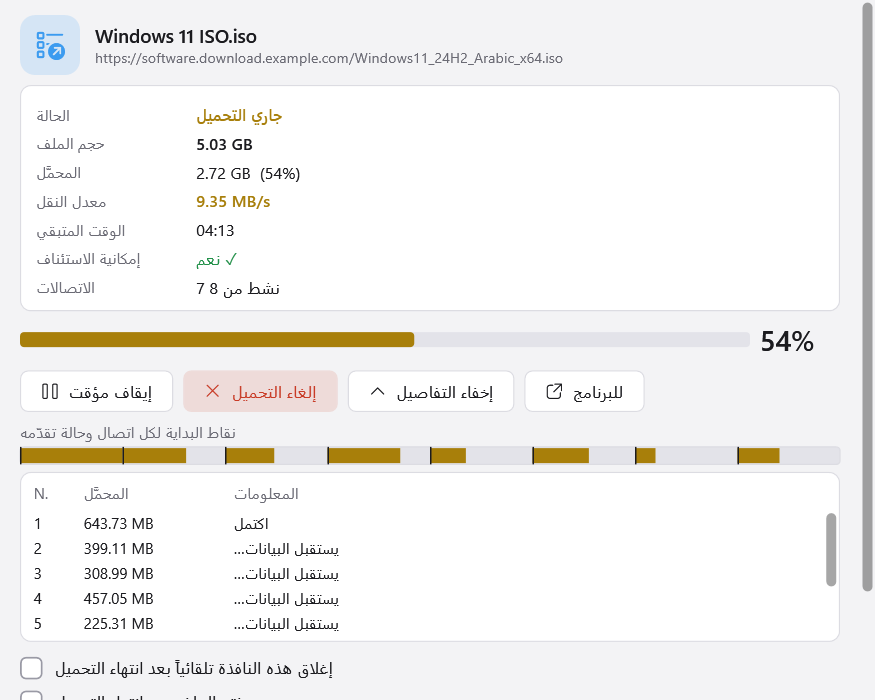 Windows 11 ISO.iso
https://software.download.example.com/Windows11_24H2_Arabic_x64.iso
الحالة جاري التحميل
حجم الملف 5.03 GB
المحمَّل 2.72 GB (54%)
معدل النقل 9.35 MB/s
الوقت المتبقي 04:13
إمكانية الاستئناف نعم ✓
الاتصالات 7 نشط من 8
54%
إيقاف مؤقت إلغاء التحميل إخفاء التفاصيل للبرنامج
نقاط البداية لكل اتصال وحالة تقدّمه
N. المحمَّل المعلومات
1 643.73 MB اكتمل
2 399.11 MB يستقبل البيانات...
3 308.99 MB يستقبل البيانات...
4 457.05 MB يستقبل البيانات...
5 225.31 MB يستقبل البيانات...
إغلاق هذه النافذة تلقائياً بعد انتهاء التحميل